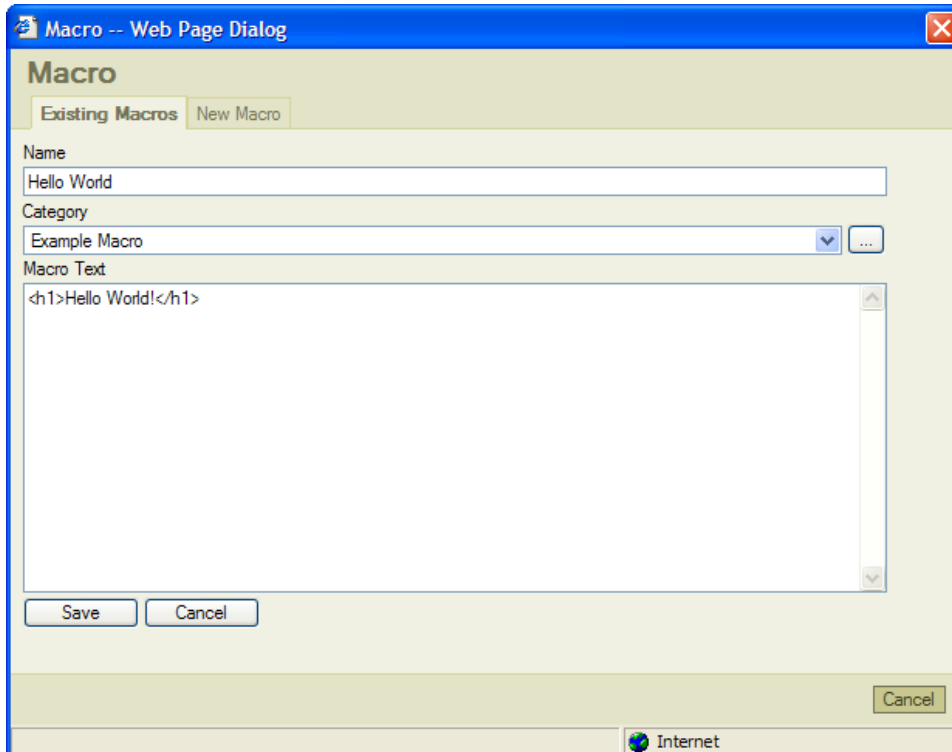 Macro -- Web Page Dialog
Macro
Existing Macros New Macro
Name
Hello World
Category
Example Macro ...
Macro Text
<h1>Hello World!</h1>
Save Cancel
Cancel
Internet